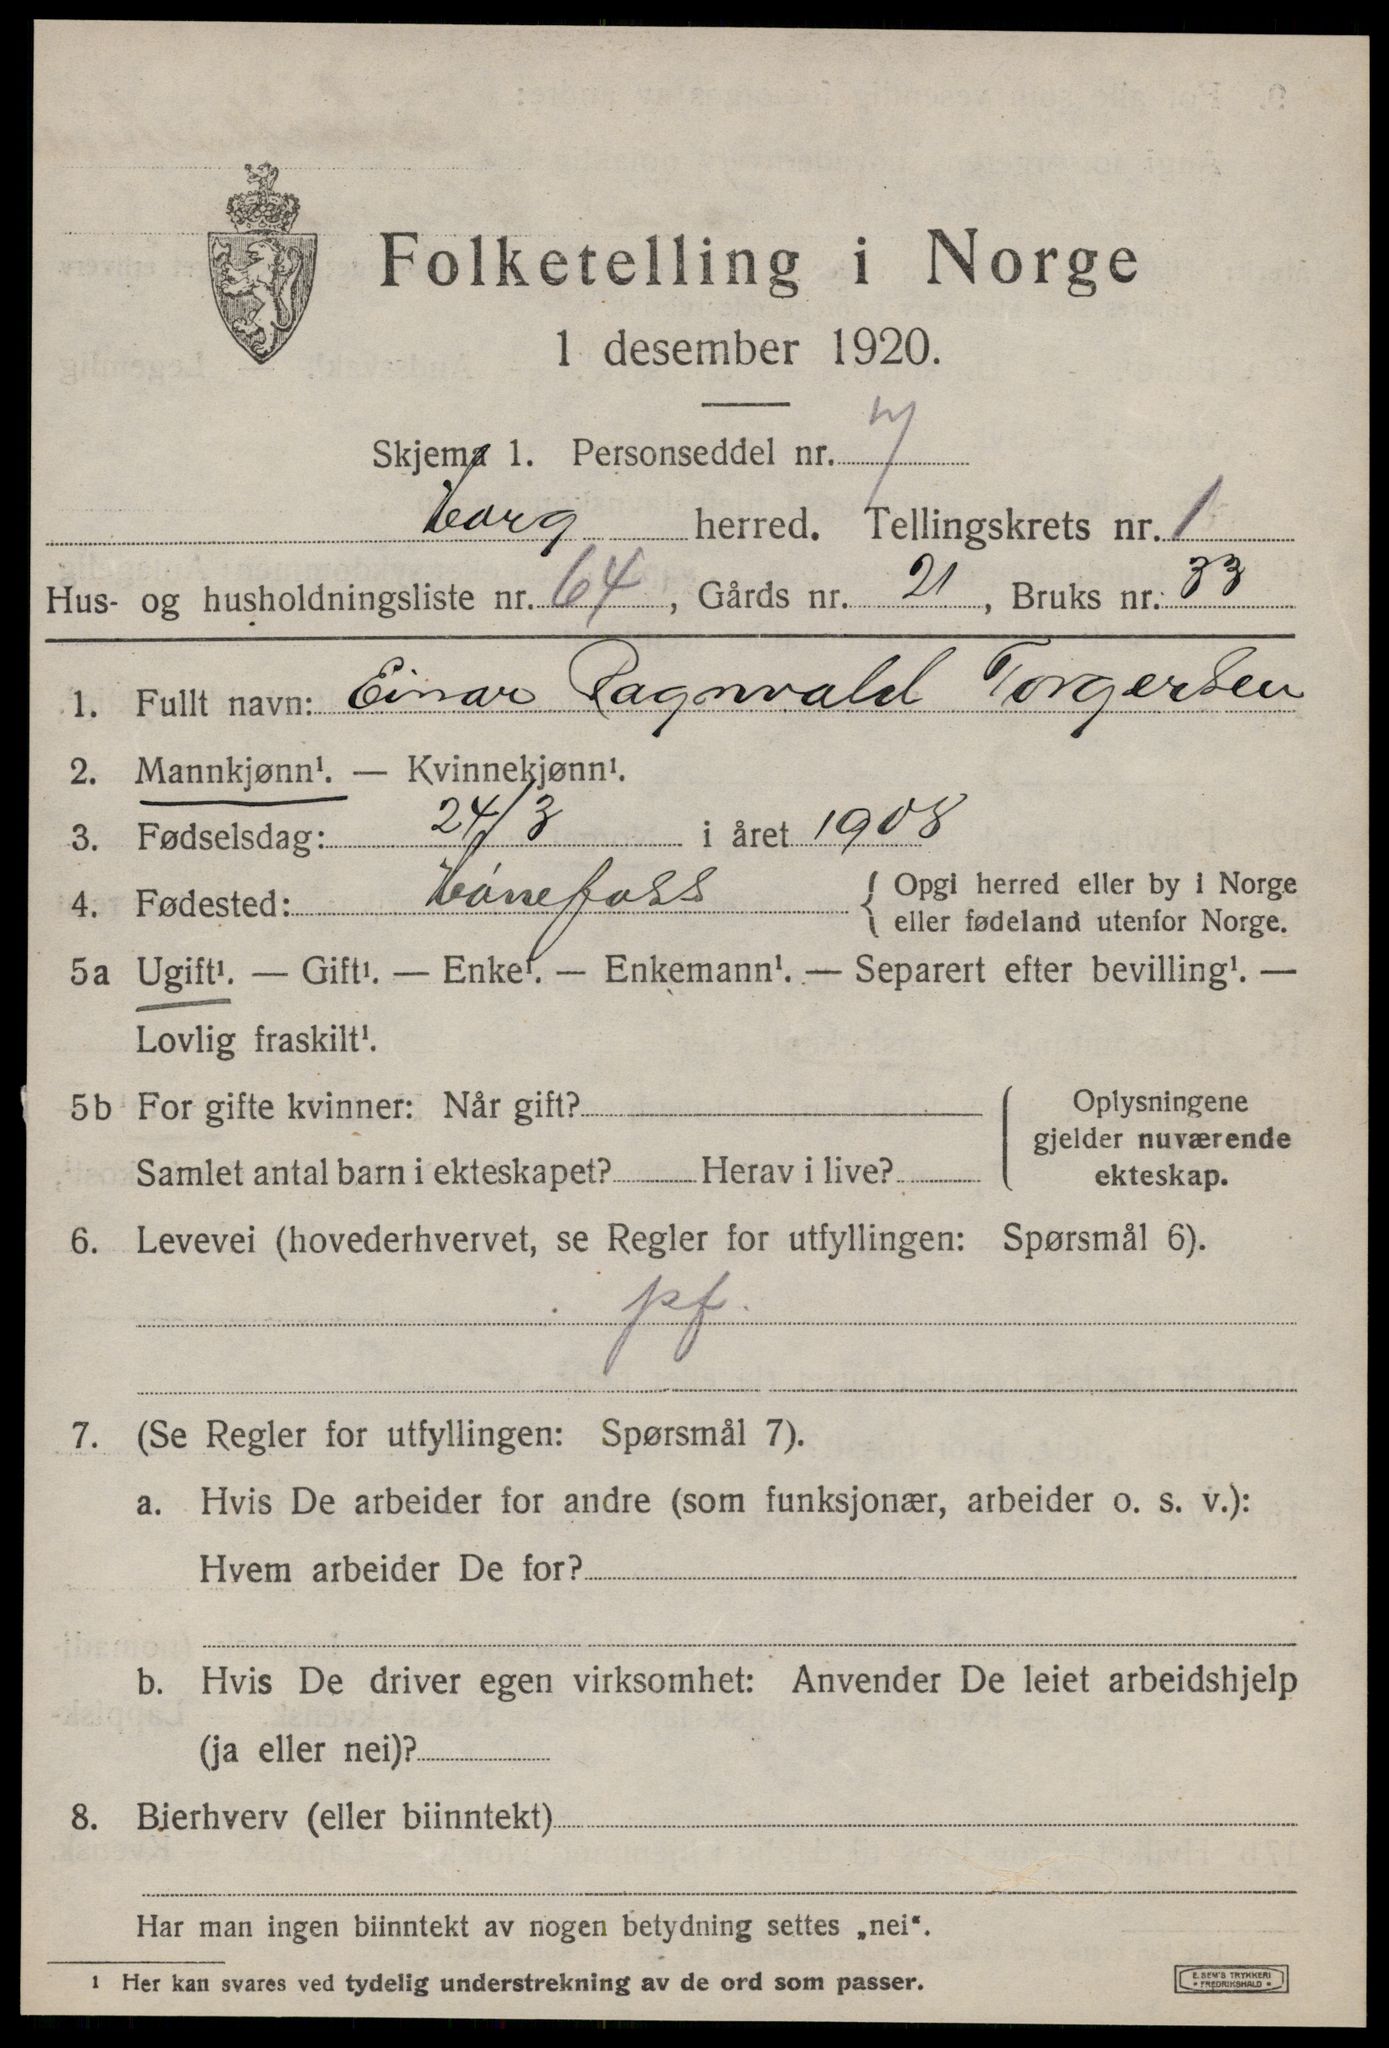 Folketelling i Norge
1 desember 1920.
Skjema 1. Personseddel nr. 7
herred. Tellingskrets nr. 1
Hus- og husholdningsliste nr. 64, Gårds nr. 21, Bruks nr. 33
1. Fullt navn: Einar Ragnvald Torgersen
2. Mannkjønn¹. — Kvinnekjønn¹.
3. Fødselsdag: 24/3 i året 1908
4. Fødested: Hønefoss { Opgi herred eller by i Norge
eller fødeland utenfor Norge.
5a Ugift¹. — Gift¹. — Enke¹. — Enkemann¹. — Separert efter bevilling¹. —
Lovlig fraskilt¹.
5b For gifte kvinner: Når gift?
Samlet antal barn i ekteskapet? Herav i live?
Oplysningene
gjelder nuværende
ekteskap.
6. Levevei (hovederhvervet, se Regler for utfyllingen: Spørsmål 6).
pf.
7. (Se Regler for utfyllingen: Spørsmål 7).
a. Hvis De arbeider for andre (som funksjonær, arbeider o. s. v.):
Hvem arbeider De for?
b. Hvis De driver egen virksomhet: Anvender De leiet arbeidshjelp
(ja eller nei)?
8. Bierhverv (eller biinntekt)
Har man ingen biinntekt av nogen betydning settes „nei“.
1 Her kan svares ved tydelig understrekning av de ord som passer.
E. SEM'S TRYKKERI
• FREDRIKSHALD •